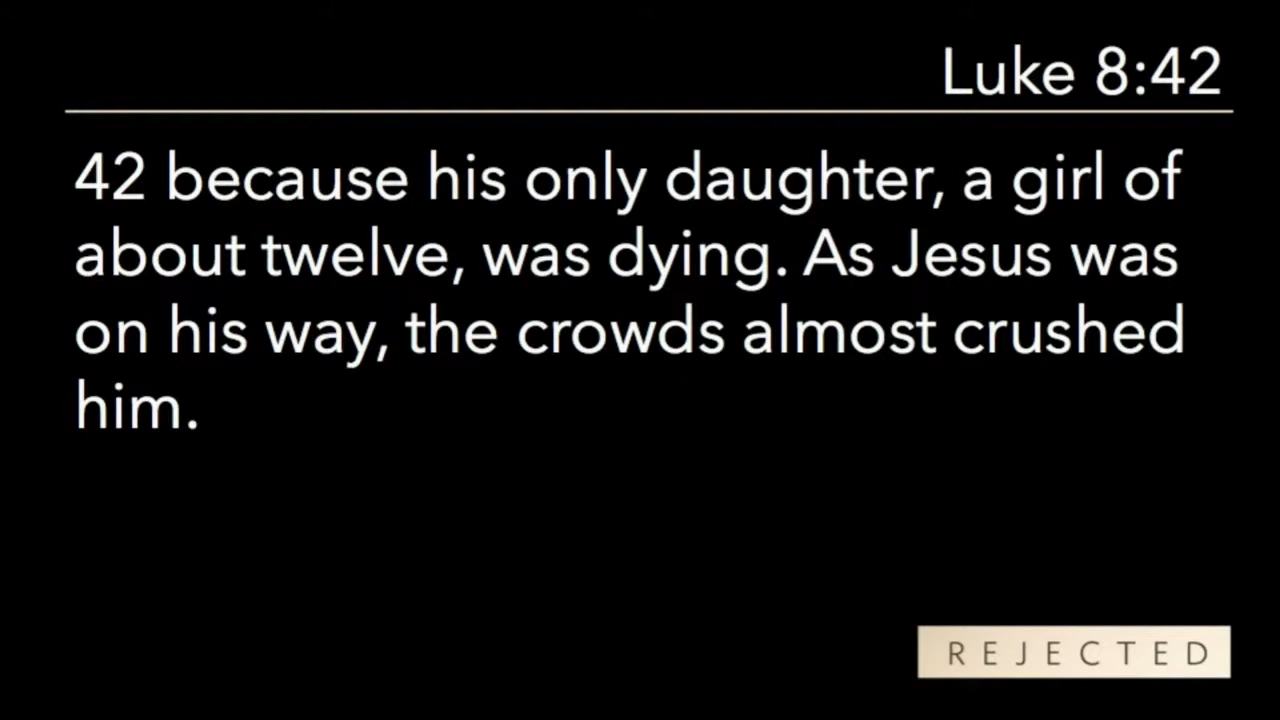 Luke 8:42
42 because his only daughter, a girl of
about twelve, was dying. As Jesus was
on his way, the crowds almost crushed
him.
REJECTED